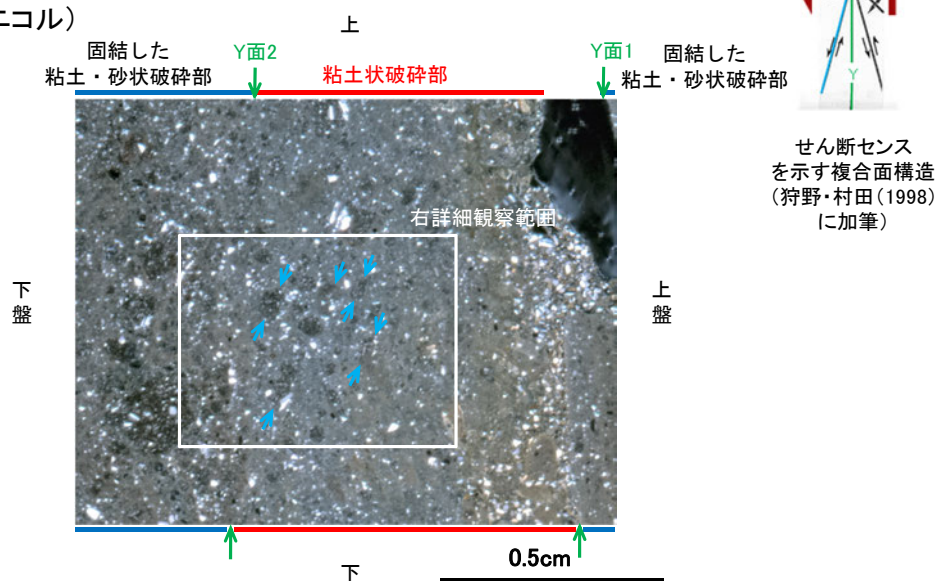 ニコル）
上
固結した
粘土・砂状破砕部
Y面2
粘土状破砕部
Y面1
固結した
粘土・砂状破砕部
Y
せん断センス
を示す複合面構造
（狩野・村田（1998）
に加筆）
右詳細観察範囲
下
盤
上
盤
0.5cm
下